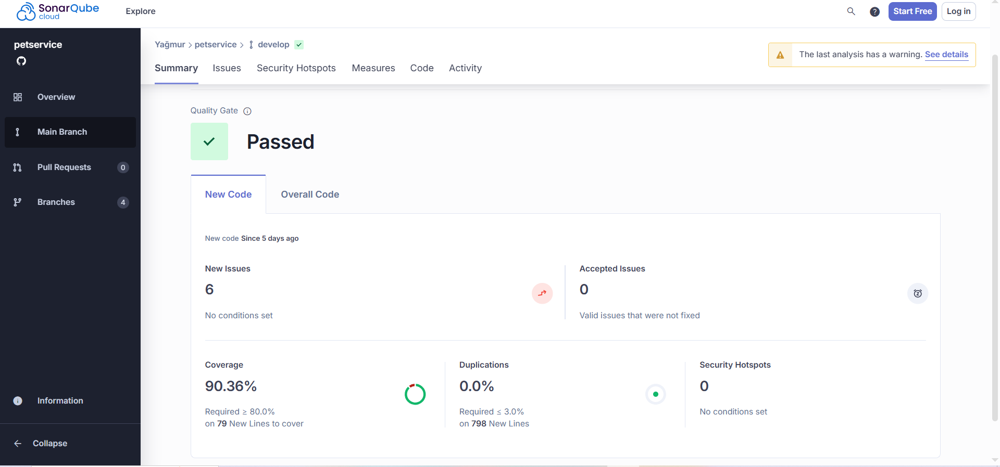 SonarQube
cloud
Explore
?
Start Free
Log in
petservice
Overview
Main Branch
Pull Requests 0
Branches 4
Information
Collapse
Yağmur > petservice > develop
The last analysis has a warning. See details
Summary
Issues
Security Hotspots
Measures
Code
Activity
Quality Gate
Passed
New Code
Overall Code
New code Since 5 days ago
New Issues
6
No conditions set
Accepted Issues
0
Valid issues that were not fixed
Coverage
90.36%
Required ≥ 80.0%
on 79 New Lines to cover
Duplications
0.0%
Required ≤ 3.0%
on 798 New Lines
Security Hotspots
0
No conditions set